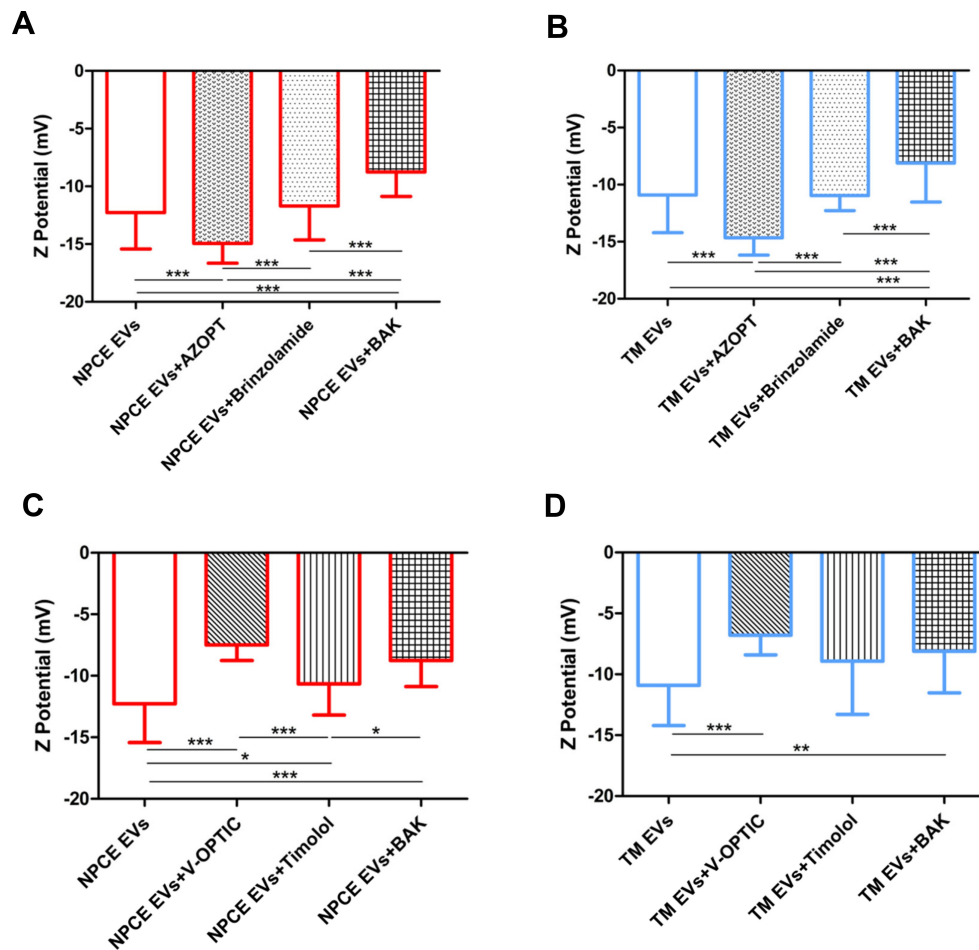 A
Z Potential (mV)
0
-5
-10
-15
-20
***
***
***
***
***
NPCE EVs
NPCE EVs+AZOPT
NPCE EVs+Brinzolamide
NPCE EVs+BAK
B
Z Potential (mV)
0
-5
-10
-15
-20
***
***
***
***
***
TM EVs
TM EVs+AZOPT
TM EVs+Brinzolamide
TM EVs+BAK
C
Z Potential (mV)
0
-5
-10
-15
-20
***
***
*
*
***
NPCE EVs
NPCE EVs+V-OPTIC
NPCE EVs+Timolol
NPCE EVs+BAK
D
Z Potential (mV)
0
-5
-10
-15
-20
***
**
TM EVs
TM EVs+V-OPTIC
TM EVs+Timolol
TM EVs+BAK